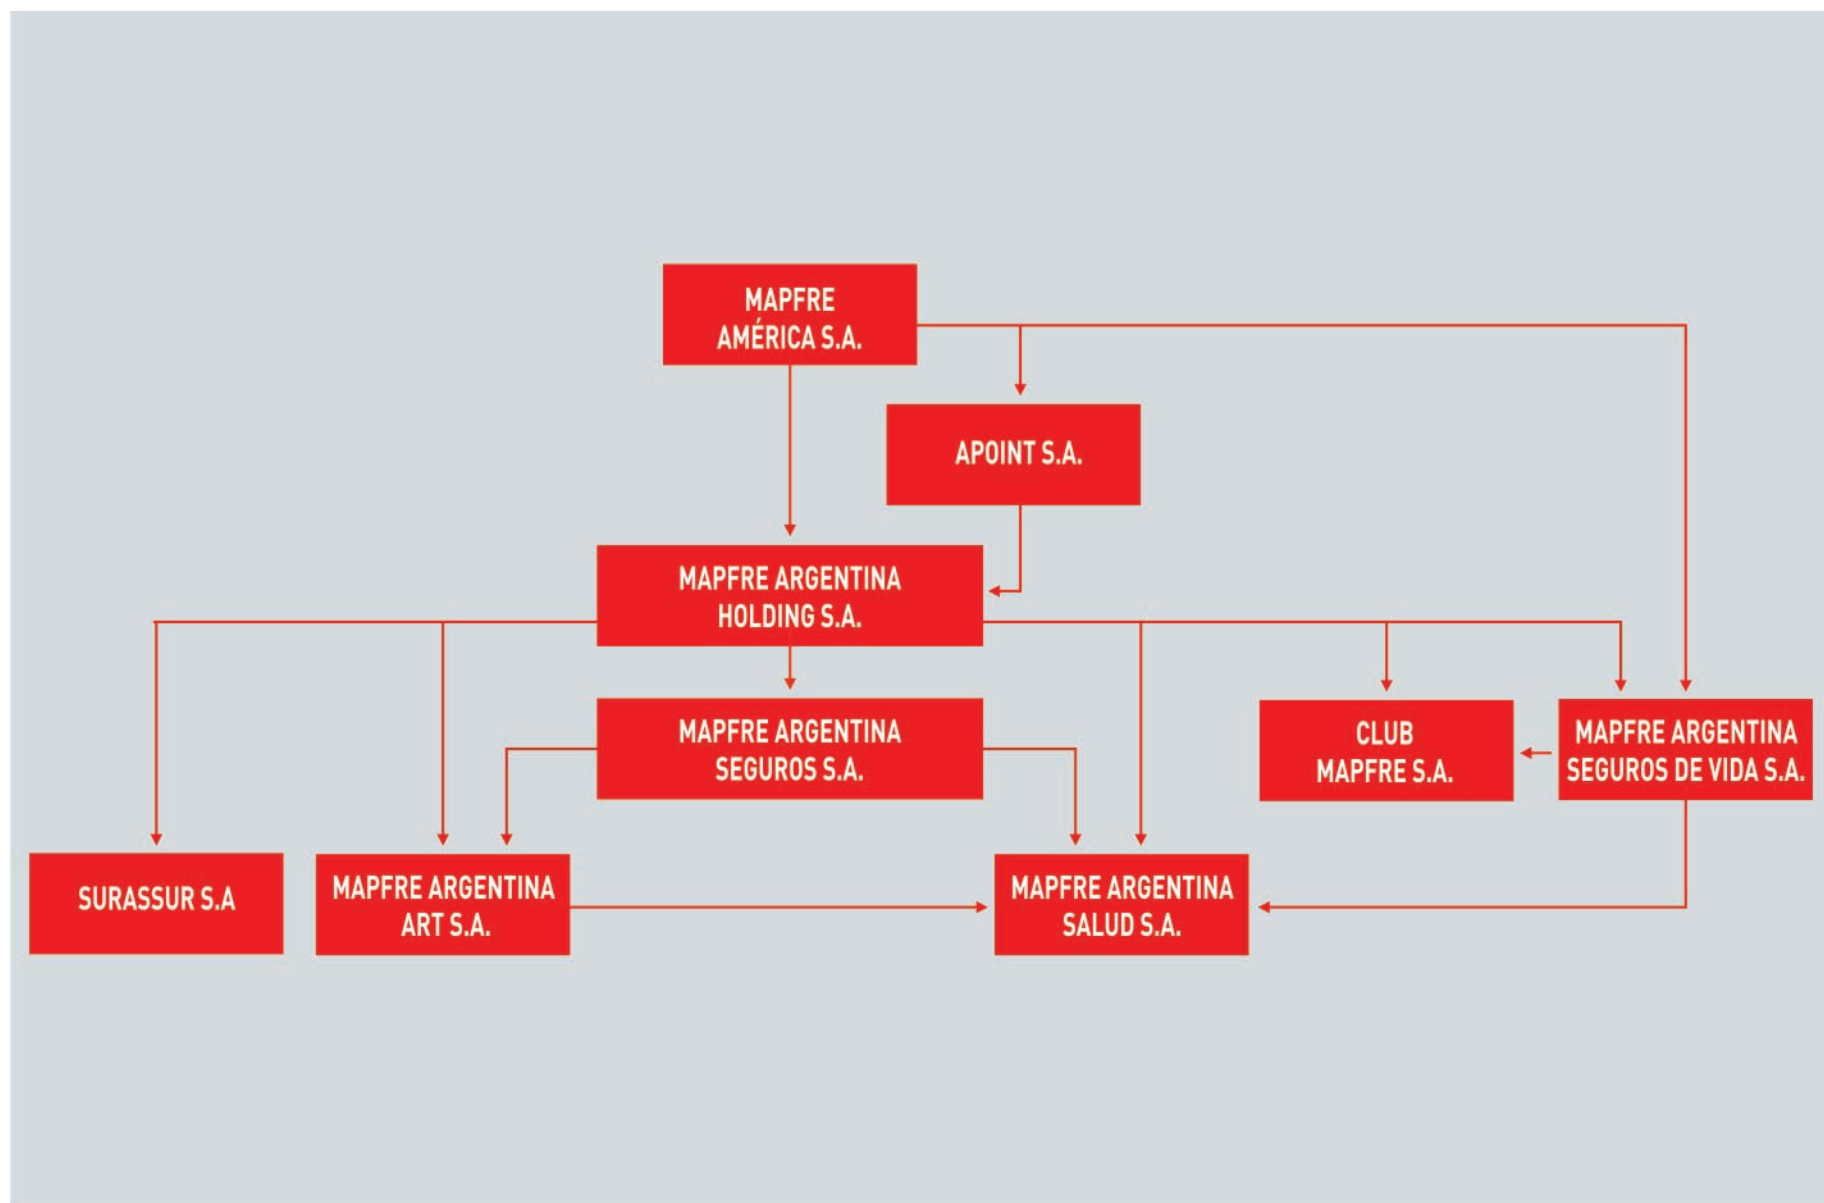 MAPFRE
AMÉRICA S.A.
APOINT S.A.
MAPFRE ARGENTINA
HOLDING S.A.
MAPFRE ARGENTINA
SEGUROS S.A.
CLUB
MAPFRE S.A.
MAPFRE ARGENTINA
SEGUROS DE VIDA S.A.
SURASSUR S.A
MAPFRE ARGENTINA
ART S.A.
MAPFRE ARGENTINA
SALUD S.A.